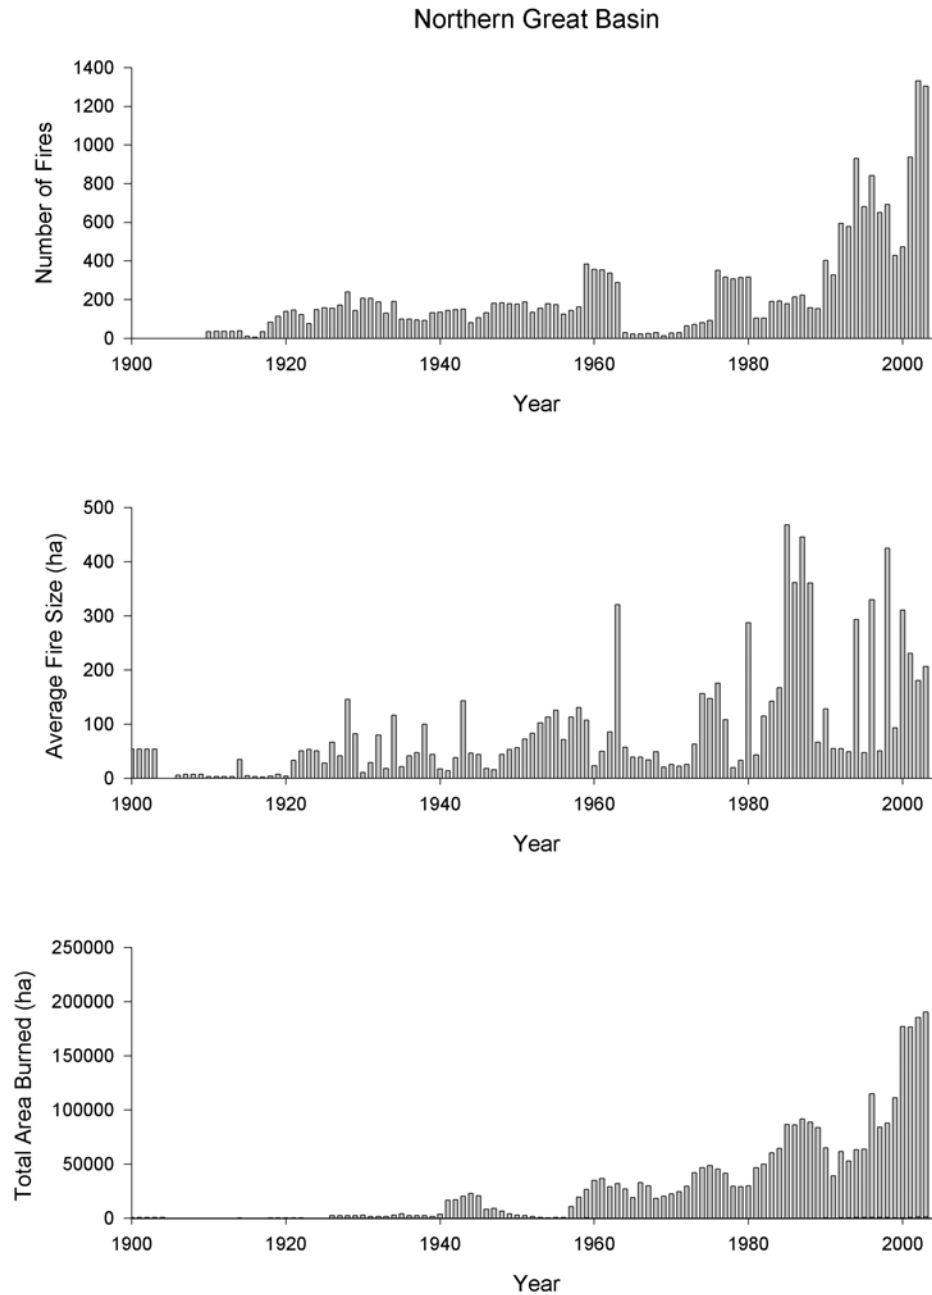 Northern Great Basin
Number of Fires
1400
1200
1000
800
600
400
200
0
1900 1920 1940 1960 1980 2000
Year
Average Fire Size (ha)
500
400
300
200
100
0
1900 1920 1940 1960 1980 2000
Year
Total Area Burned (ha)
250000
200000
150000
100000
50000
0
1900 1920 1940 1960 1980 2000
Year